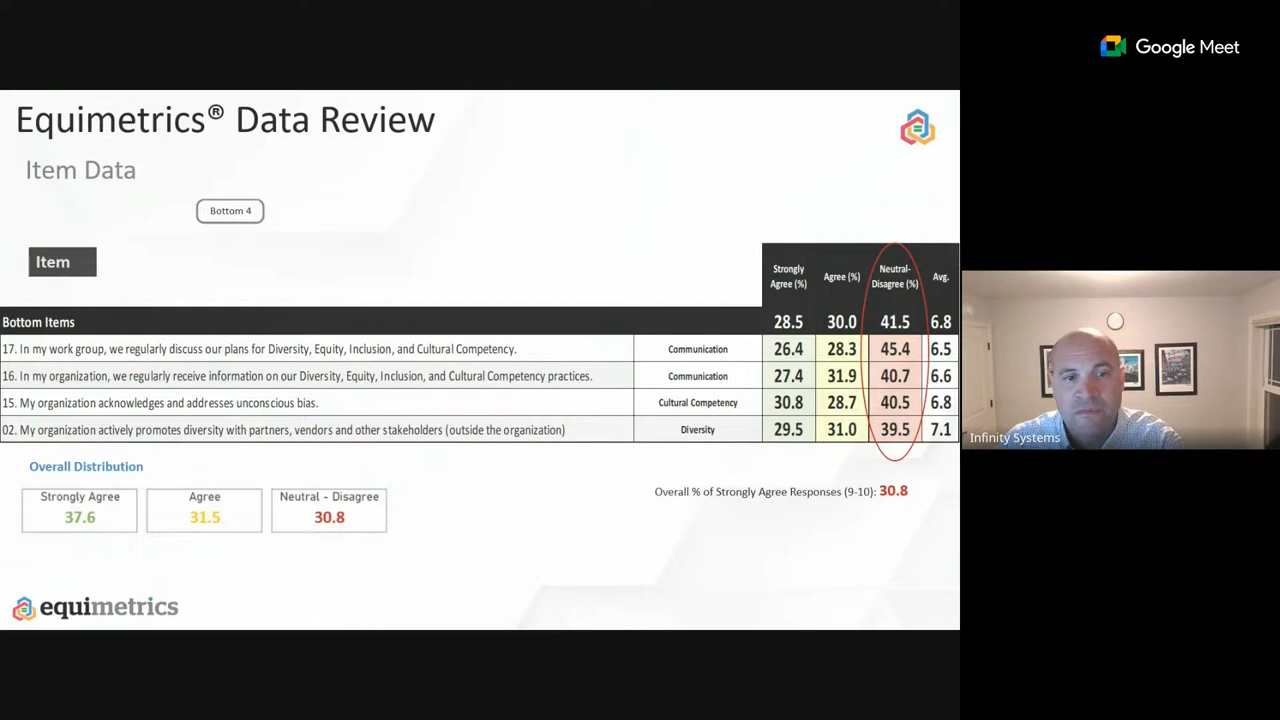 Google Meet
Equimetrics® Data Review
Item Data
Bottom 4
Item
Strongly Agree (%)
Agree (%)
Neutral-Disagree (%)
Avg.
Bottom Items 28.5 30.0 41.5 6.8
17. In my work group, we regularly discuss our plans for Diversity, Equity, Inclusion, and Cultural Competency. Communication 26.4 28.3 45.4 6.5
16. In my organization, we regularly receive information on our Diversity, Equity, Inclusion, and Cultural Competency practices. Communication 27.4 31.9 40.7 6.6
15. My organization acknowledges and addresses unconscious bias. Cultural Competency 30.8 28.7 40.5 6.8
02. My organization actively promotes diversity with partners, vendors and other stakeholders (outside the organization) Diversity 29.5 31.0 39.5 7.1
Infinity Systems
Overall Distribution
Strongly Agree Agree Neutral - Disagree
37.6 31.5 30.8
Overall % of Strongly Agree Responses (9-10): 30.8
equimetrics